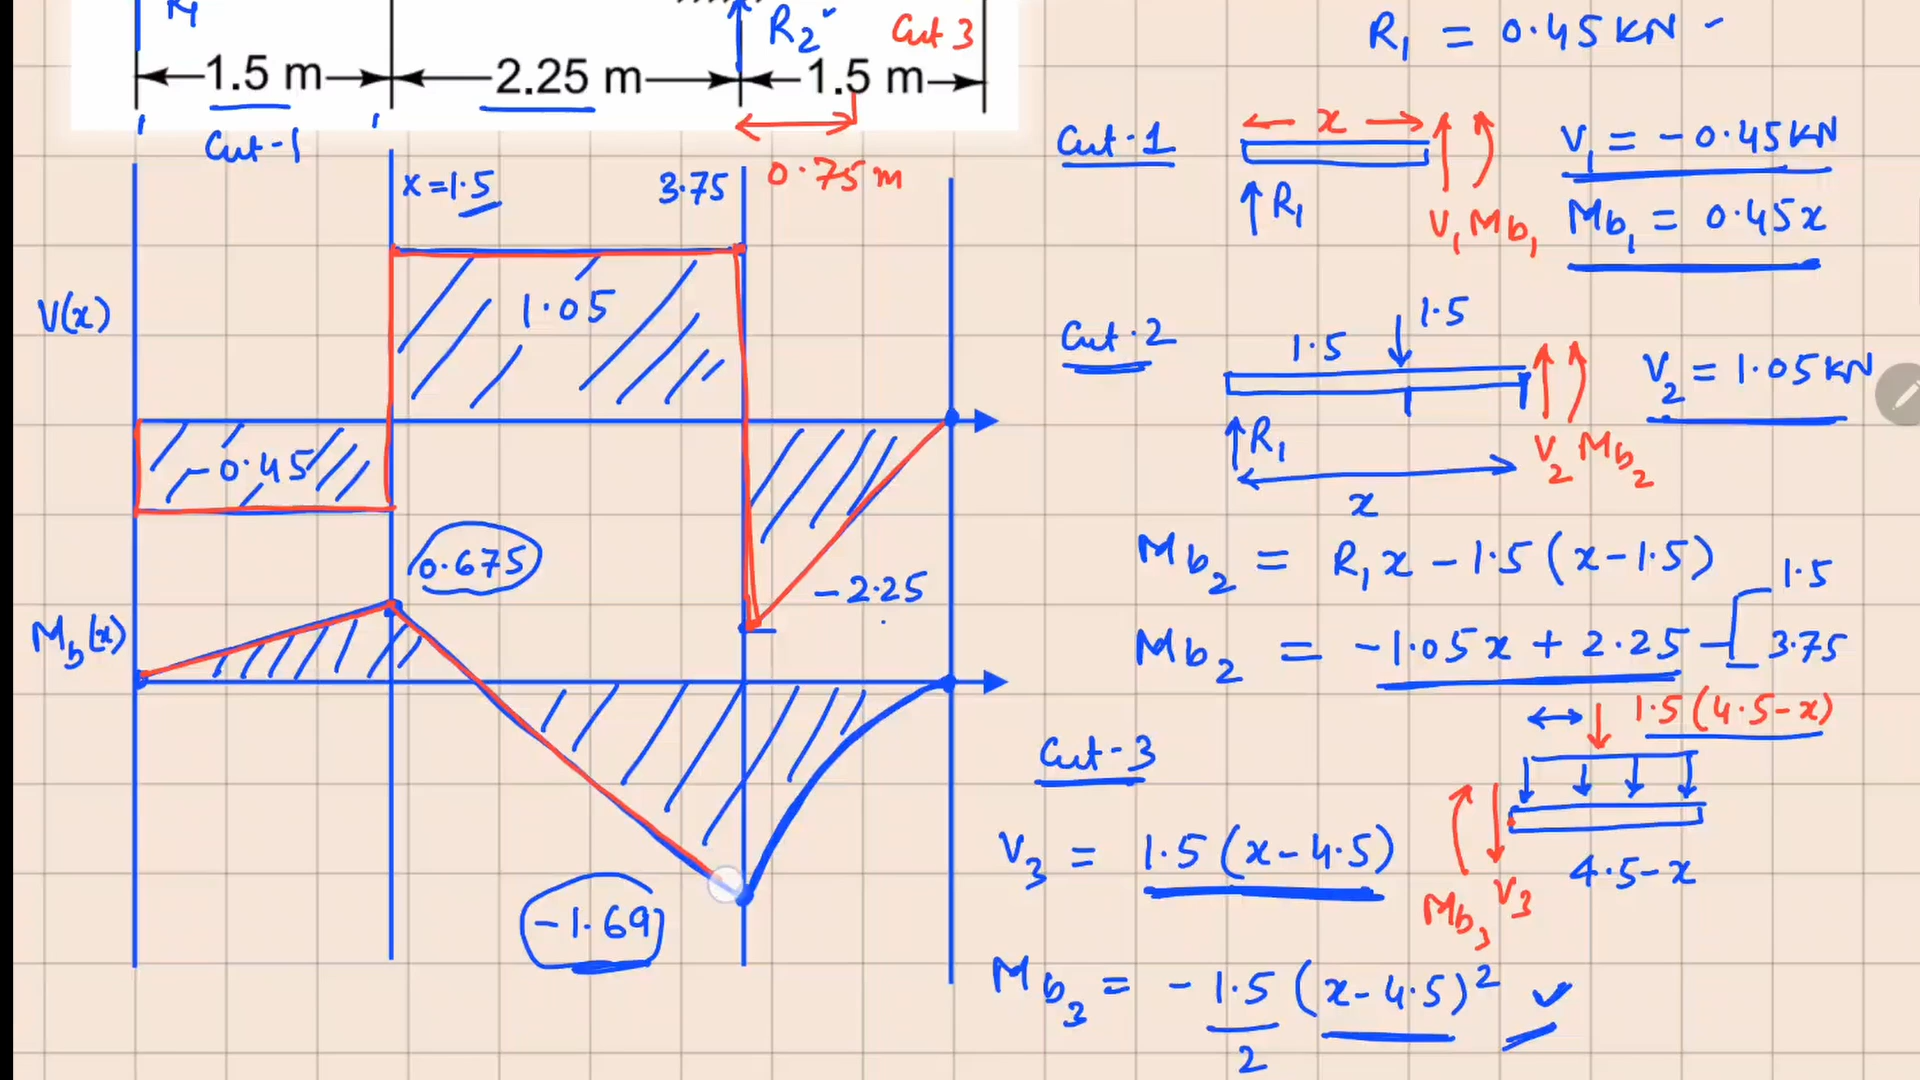 R1 R2 Cut 3
1.5 m 2.25 m 1.5 m
Cut-1 x = 1.5 3.75 0.75 m
V(x)
1.05
-0.45
-2.25
0.675
Mb(x)
-1.69
R1 = 0.45 KN
Cut-1 x V1 = -0.45 KN
R1 V1 Mb1 Mb1 = 0.45x
Cut-2 1.5 1.5 V2 = 1.05 KN
R1 V2 Mb2
x
Mb2 = R1x - 1.5(x-1.5)
Mb2 = -1.05x + 2.25 1.5 3.75
Cut-3 1.5(4.5-x)
V3 = 1.5(x-4.5) 4.5-x
Mb3 V3
Mb3 = -1.5/2 (x-4.5)²